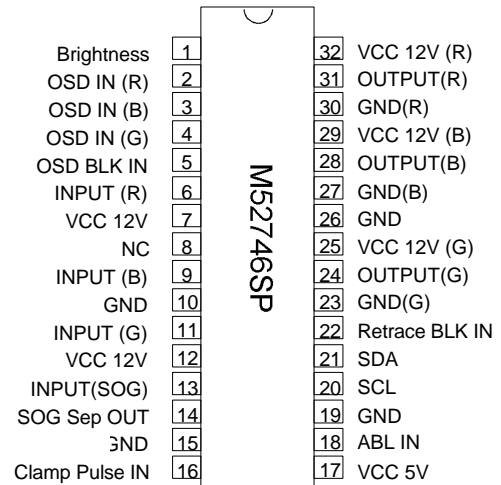 Brightness 1 32 VCC 12V (R)
OSD IN (R) 2 31 OUTPUT(R)
OSD IN (B) 3 30 GND(R)
OSD IN (G) 4 29 VCC 12V (B)
OSD BLK IN 5 28 OUTPUT(B)
INPUT (R) 6 27 GND(B)
VCC 12V 7 26 GND
NC 8 25 VCC 12V (G)
INPUT (B) 9 24 OUTPUT(G)
GND 10 23 GND(G)
INPUT (G) 11 22 Retrace BLK IN
VCC 12V 12 21 SDA
INPUT(SOG) 13 20 SCL
SOG Sep OUT 14 19 GND
GND 15 18 ABL IN
Clamp Pulse IN 16 17 VCC 5V
M52746SP